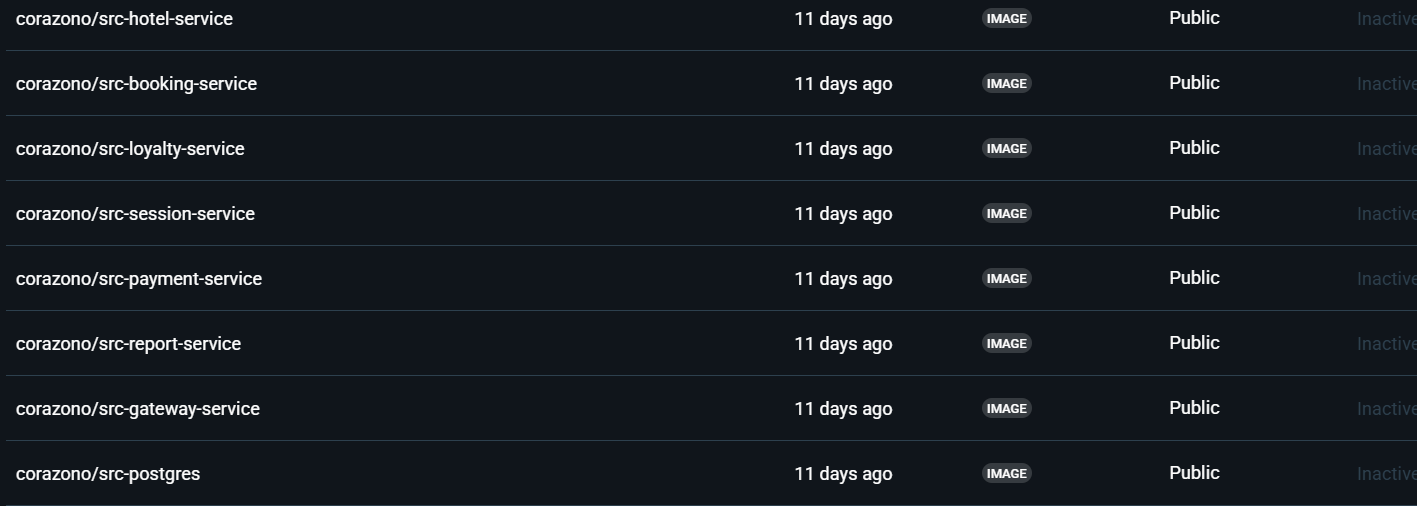 corazono/src-hotel-service 11 days ago IMAGE Public Inactive
corazono/src-booking-service 11 days ago IMAGE Public Inactive
corazono/src-loyalty-service 11 days ago IMAGE Public Inactive
corazono/src-session-service 11 days ago IMAGE Public Inactive
corazono/src-payment-service 11 days ago IMAGE Public Inactive
corazono/src-report-service 11 days ago IMAGE Public Inactive
corazono/src-gateway-service 11 days ago IMAGE Public Inactive
corazono/src-postgres 11 days ago IMAGE Public Inactive